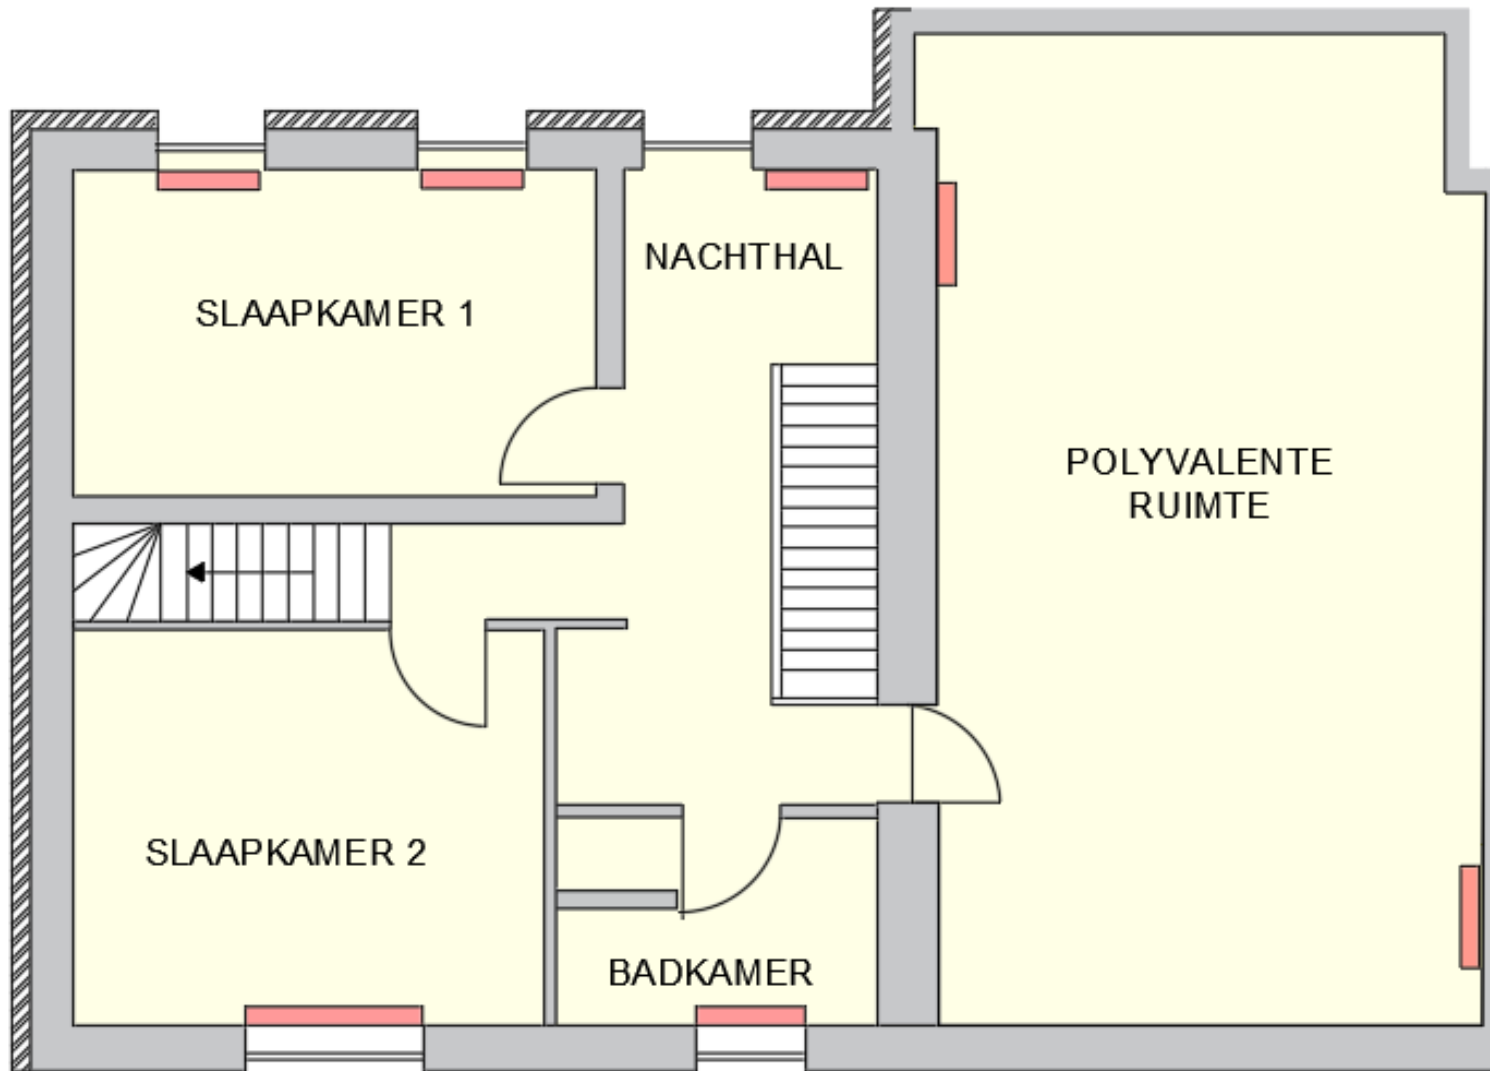 NACHTHAL
SLAAPKAMER 1
POLYVALENTE
RUIMTE
SLAAPKAMER 2
BADKAMER